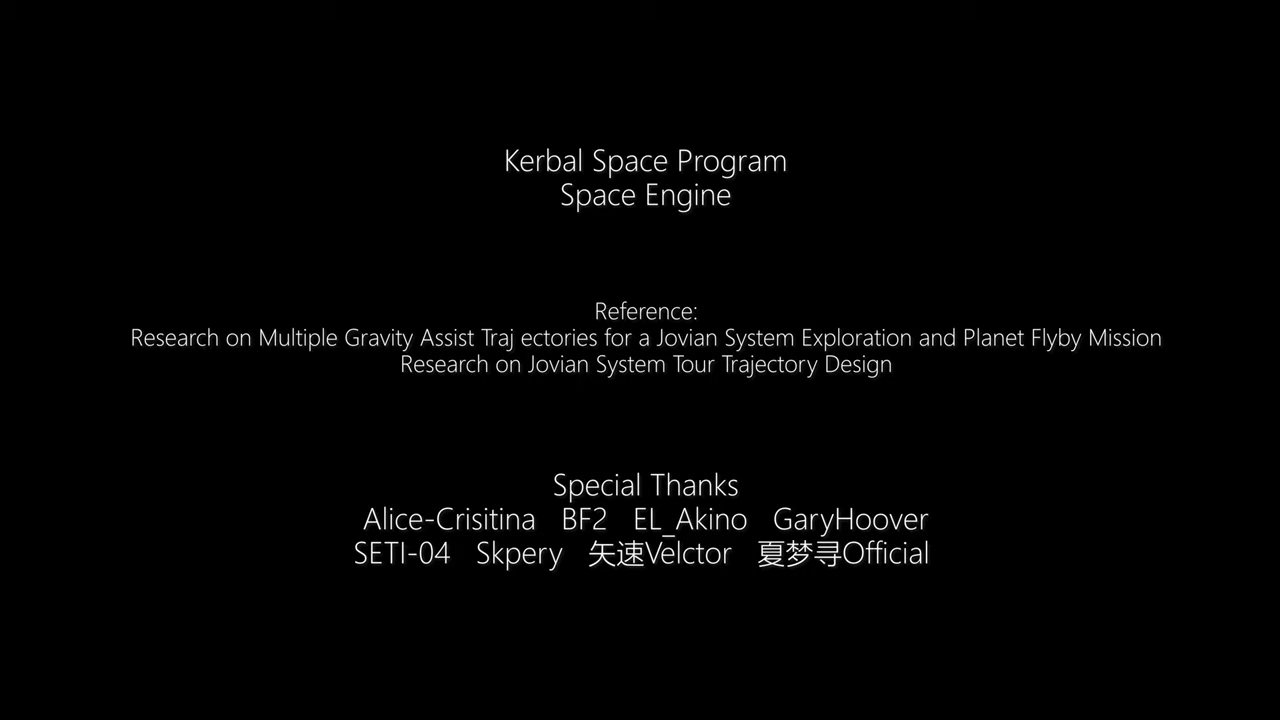 Kerbal Space Program
Space Engine
Reference:
Research on Multiple Gravity Assist Traj ectories for a Jovian System Exploration and Planet Flyby Mission
Research on Jovian System Tour Trajectory Design
Special Thanks
Alice-Crisitina BF2 EL_Akino GaryHoover
SETI-04 Skpery 矢速Velctor 夏梦寻Official